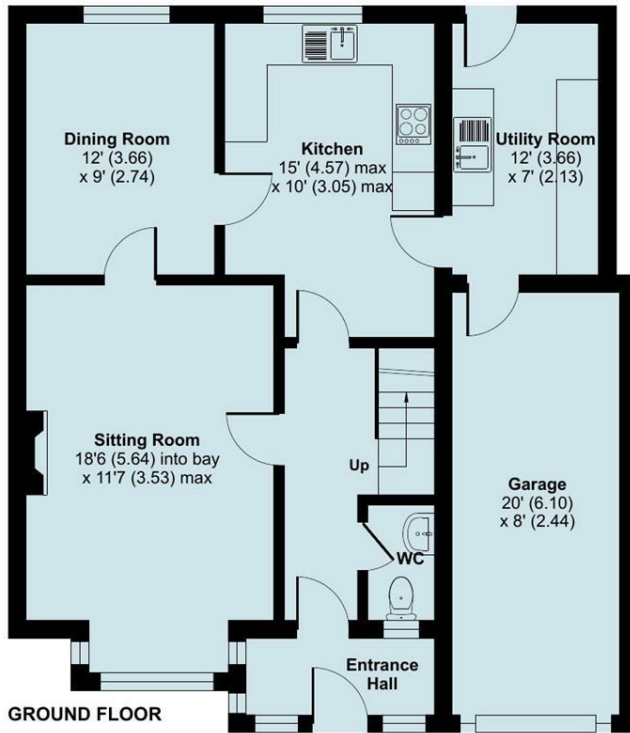 Dining Room
12' (3.66)
x 9' (2.74)
Kitchen
15' (4.57) max
x 10' (3.05) max
Utility Room
12' (3.66)
x 7' (2.13)
Sitting Room
18'6 (5.64) into bay
x 11'7 (3.53) max
Up
WC
Garage
20' (6.10)
x 8' (2.44)
Entrance
Hall
GROUND FLOOR